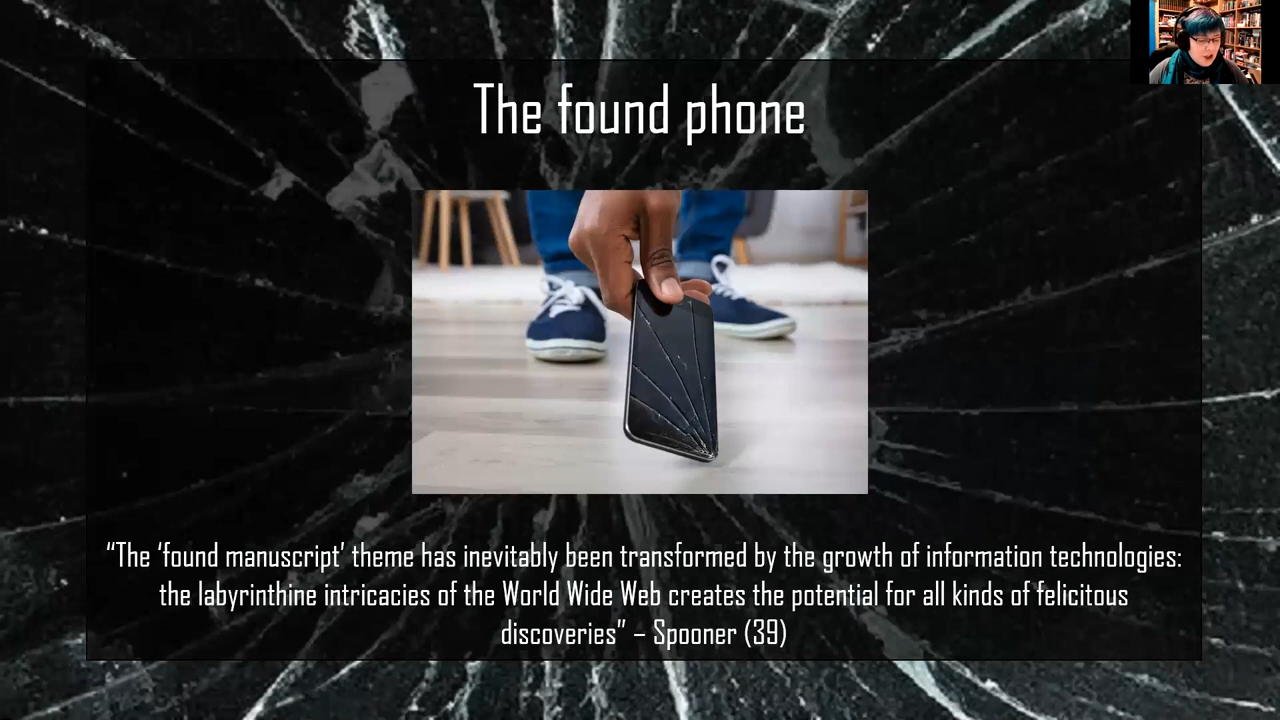 The found phone
“The ‘found manuscript’ theme has inevitably been transformed by the growth of information technologies:
the labyrinthine intricacies of the World Wide Web creates the potential for all kinds of felicitous
discoveries” – Spooner (39)